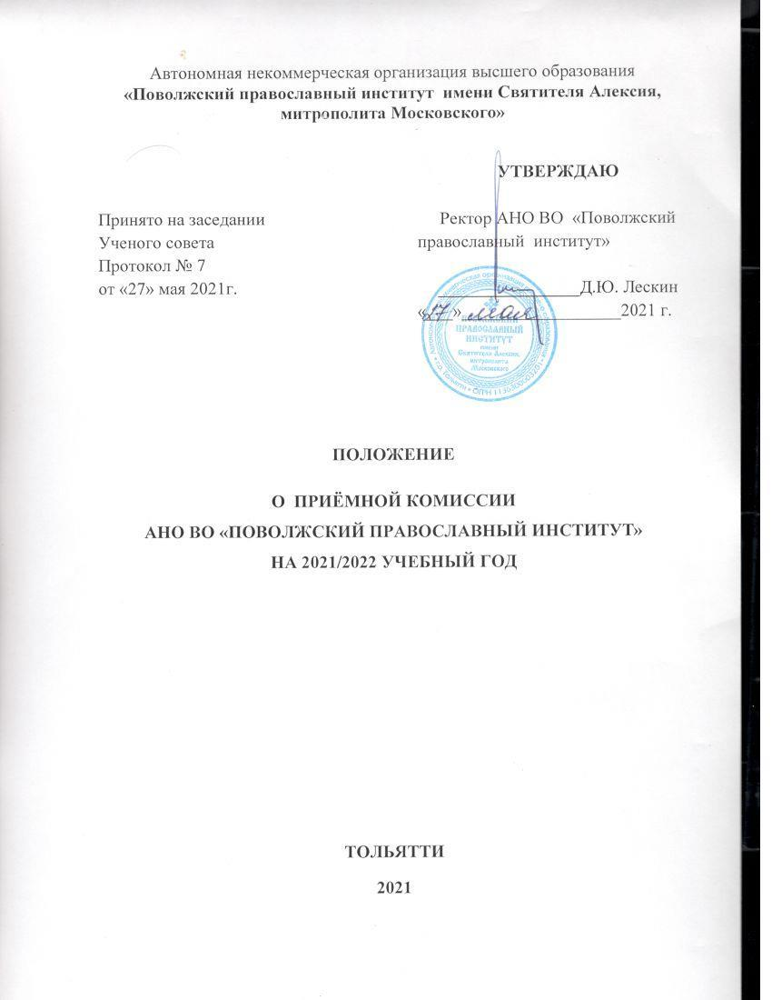 Автономная некоммерческая организация высшего образования
«Поволжский православный институт имени Святителя Алексия,
митрополита Московского»
УТВЕРЖДАЮ
Принято на заседании
Ученого совета
Протокол № 7
от «27» мая 2021г.
Ректор АНО ВО «Поволжский
православный институт»
Д.Ю. Лескин
«27» мая 2021 г.
ПРАВОСЛАВНЫЙ
ИНСТИТУТ
имени
Святителя Алексия,
митрополита
Московского
ПОЛОЖЕНИЕ
О ПРИЁМНОЙ КОМИССИИ
АНО ВО «ПОВОЛЖСКИЙ ПРАВОСЛАВНЫЙ ИНСТИТУТ»
НА 2021/2022 УЧЕБНЫЙ ГОД
ТОЛЬЯТТИ
2021